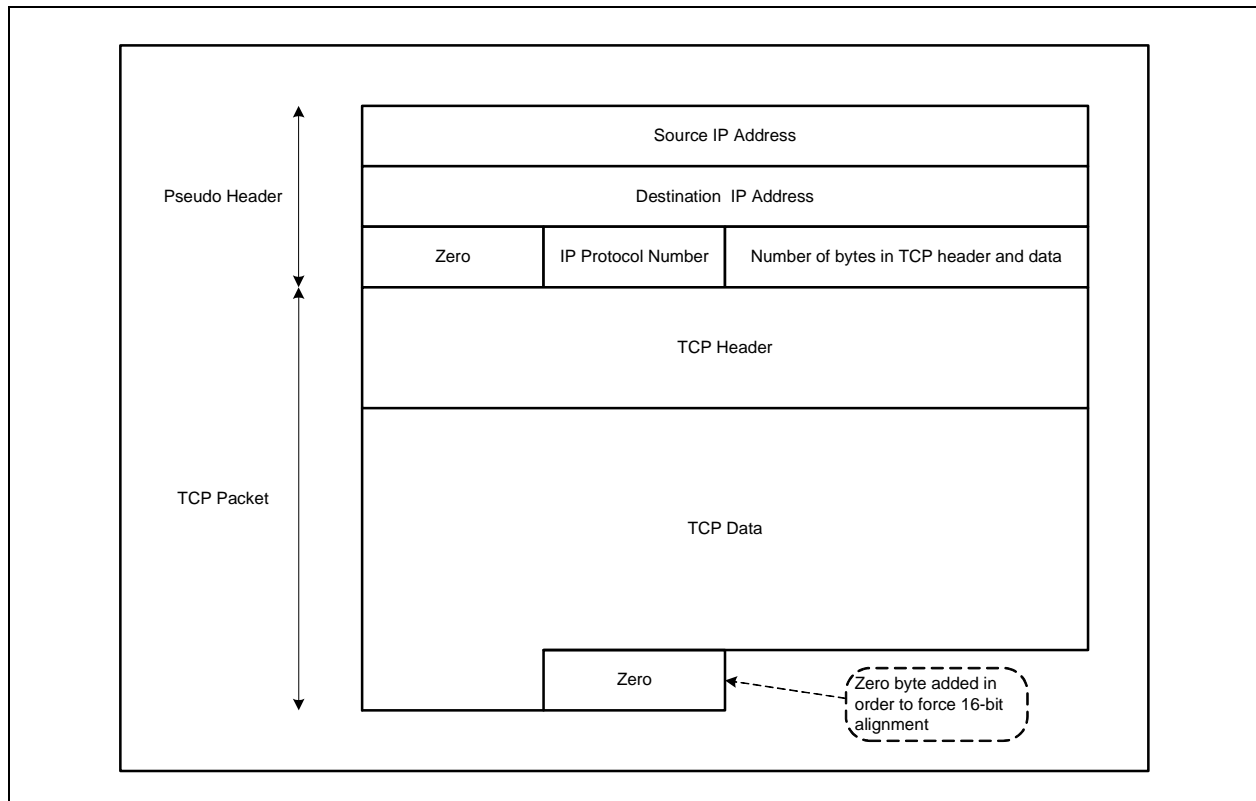 Source IP Address
Pseudo Header
Destination IP Address
Zero
IP Protocol Number
Number of bytes in TCP header and data
TCP Header
TCP Packet
TCP Data
Zero
Zero byte added in
order to force 16-bit
alignment